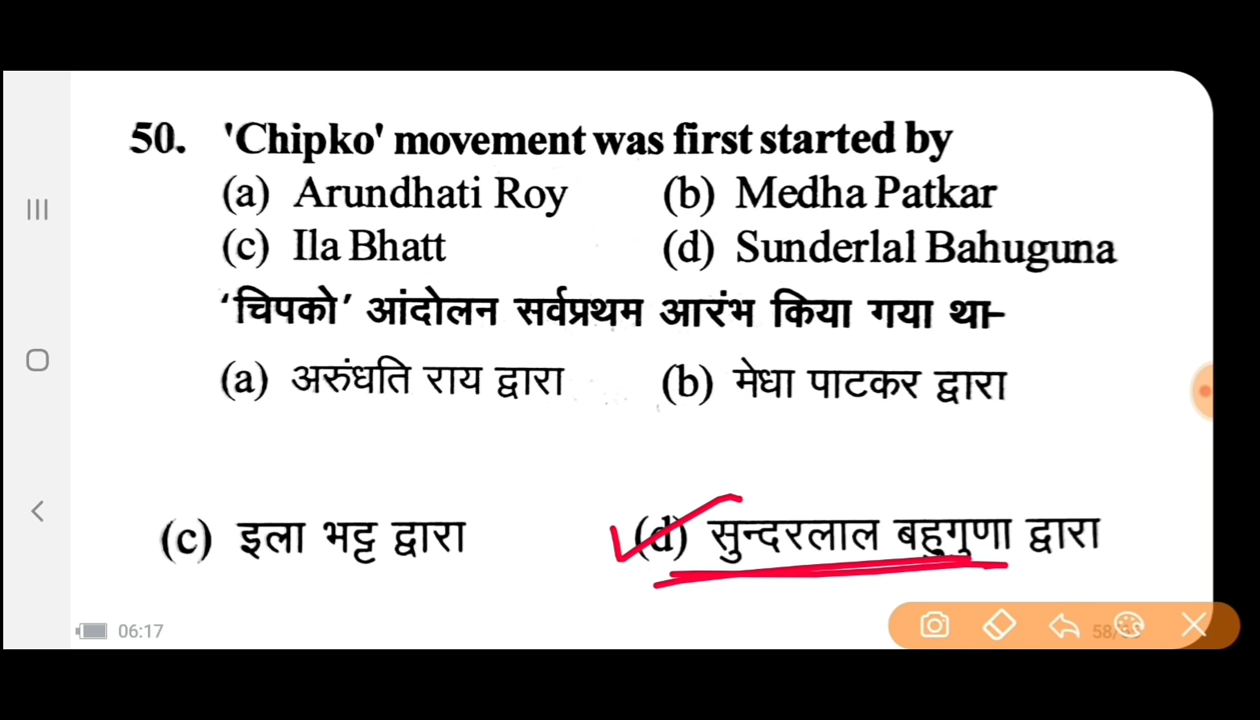 50. 'Chipko' movement was first started by
(a) Arundhati Roy (b) Medha Patkar
(c) Ila Bhatt (d) Sunderlal Bahuguna
'चिपको' आंदोलन सर्वप्रथम आरंभ किया गया था-
(a) अरुंधति राय द्वारा (b) मेधा पाटकर द्वारा
(c) इला भट्ट द्वारा (d) सुन्दरलाल बहुगुणा द्वारा
06:17